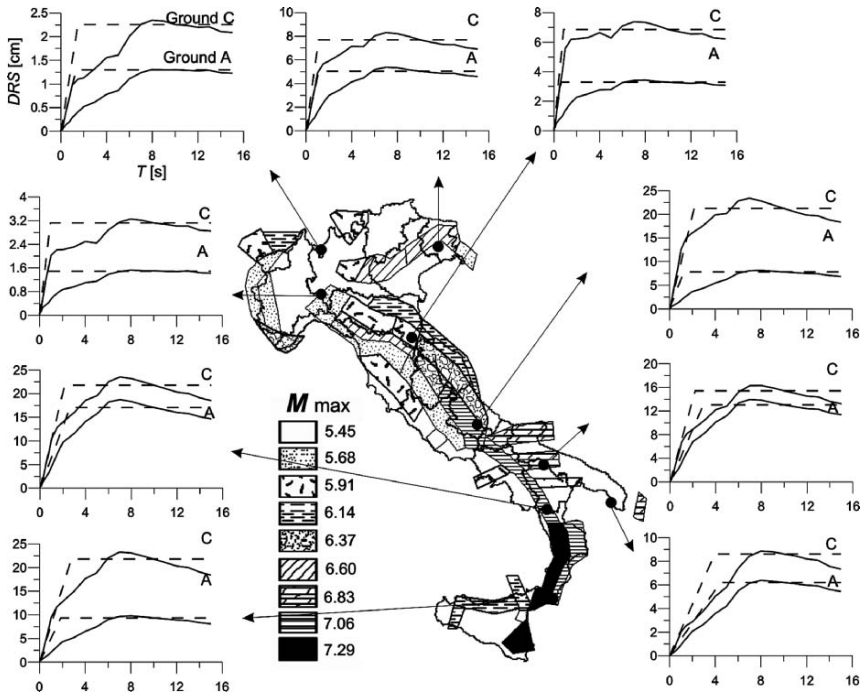 DRS [cm]
2.5
2
1.5
1
0.5
0
Ground C
Ground A
0 4 8 12 16
T [s]
10
8
6
4
2
0
C
A
0 4 8 12 16
8
6
4
2
0
C
A
0 4 8 12 16
4
3.2
2.4
1.6
0.8
0
C
A
0 4 8 12 16
25
20
15
10
5
0
C
A
0 4 8 12 16
25
20
15
10
5
0
C
A
0 4 8 12 16
20
16
12
8
4
0
C
A
0 4 8 12 16
M max
5.45
5.68
5.91
6.14
6.37
6.60
6.83
7.06
7.29
25
20
15
10
5
0
C
A
0 4 8 12 16
10
8
6
4
2
0
C
A
0 4 8 12 16